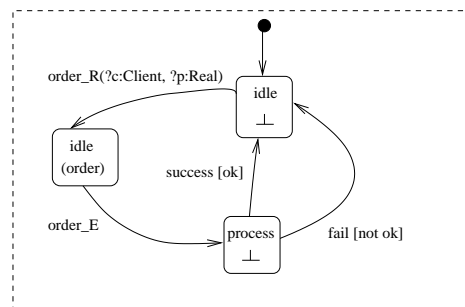 order_R(?c:Client, ?p:Real)
idle
⊥
idle
(order)
success [ok]
order_E
process
⊥
fail [not ok]